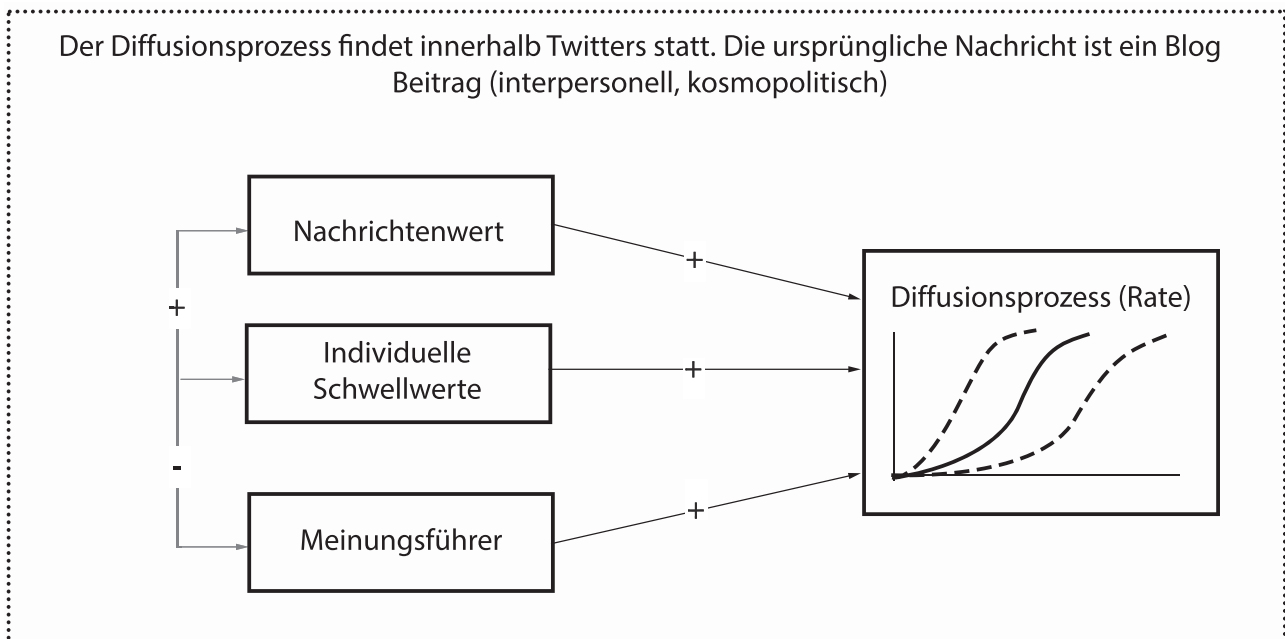 Der Diffusionsprozess findet innerhalb Twitters statt. Die ursprüngliche Nachricht ist ein Blog
Beitrag (interpersonell, kosmopolitisch)
Nachrichtenwert
+
Diffusionsprozess (Rate)
+
Individuelle
Schwellwerte
+
-
Meinungsführer
+